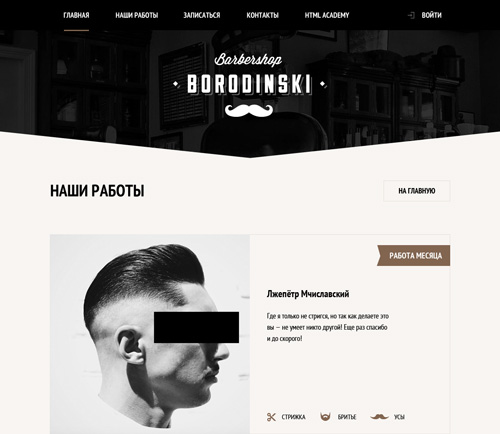 ГЛАВНАЯ НАШИ РАБОТЫ ЗАПИСАТЬСЯ КОНТАКТЫ HTML ACADEMY ВОЙТИ
Barbershop
BORODINSKI
НАШИ РАБОТЫ
НА ГЛАВНУЮ
РАБОТА МЕСЯЦА
Лжепётр Мчиславский
Где я только не стригся, но так как делаете это
вы — не умеет никто другой! Еще раз спасибо
и до скорого!
СТРИЖКА БРИТЬЕ УСЫ